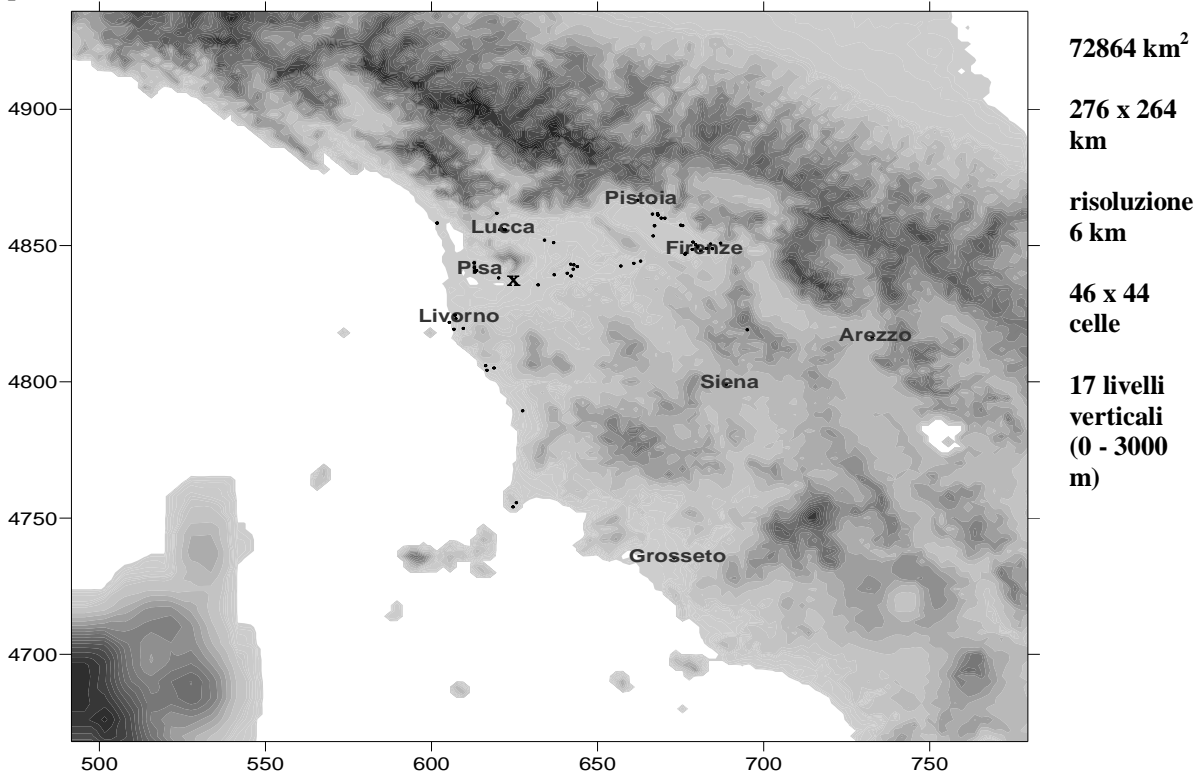 72864 km²
276 x 264
km
risoluzione
6 km
46 x 44
celle
17 livelli
verticali
(0 - 3000
m)
4900
4850
4800
4750
4700
Pistoia
Lucca
Firenze
Pisa
x
Livorno
Arezzo
Siena
Grosseto
500
550
600
650
700
750